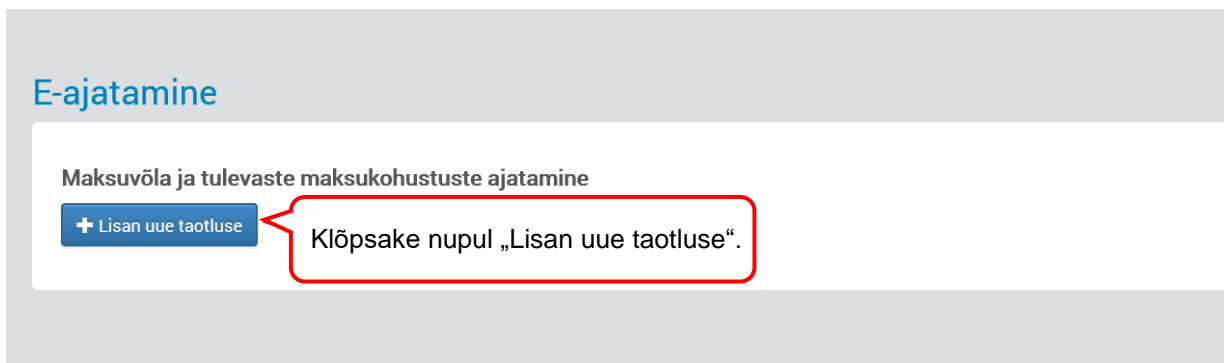 E-ajatamine
Maksuvõla ja tulevaste maksukohustuste ajatamine
+ Lisan uue taotluse
Klõpsake nupul „Lisan uue taotluse“.